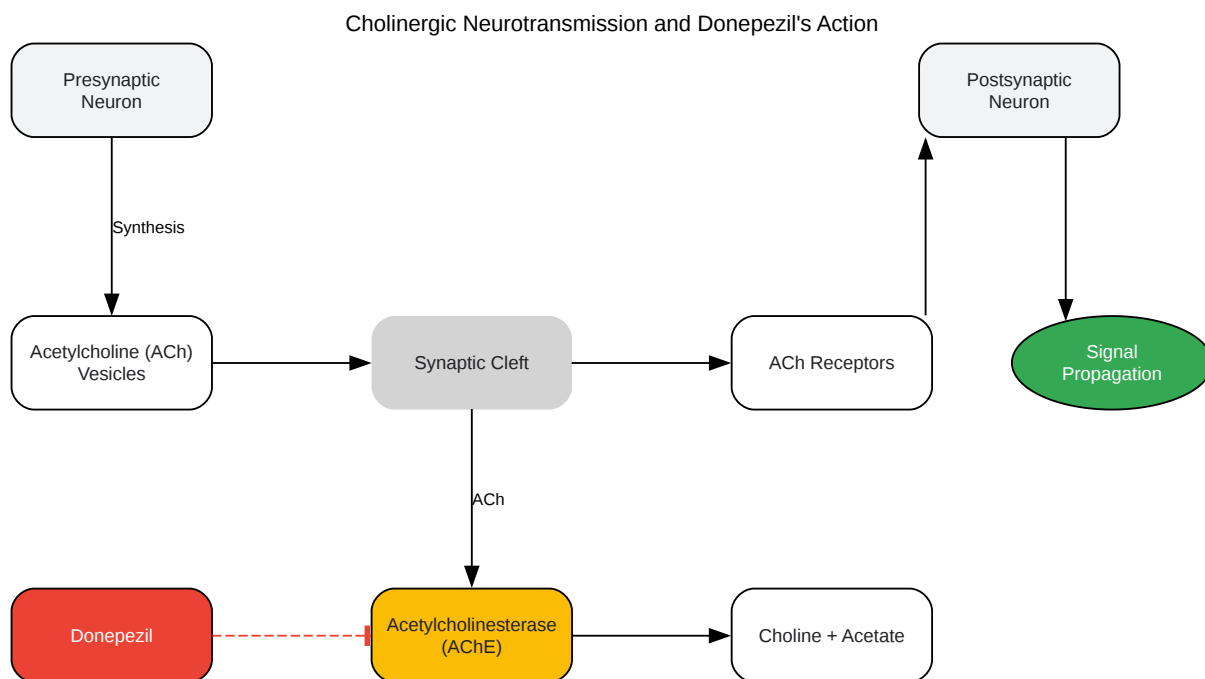 Cholinergic Neurotransmission and Donepezil's Action
Presynaptic
Neuron
Postsynaptic
Neuron
Synthesis
Acetylcholine (ACh)
Vesicles
Synaptic Cleft
ACh Receptors
Signal
Propagation
ACh
Donepezil
Acetylcholinesterase
(AChE)
Choline + Acetate